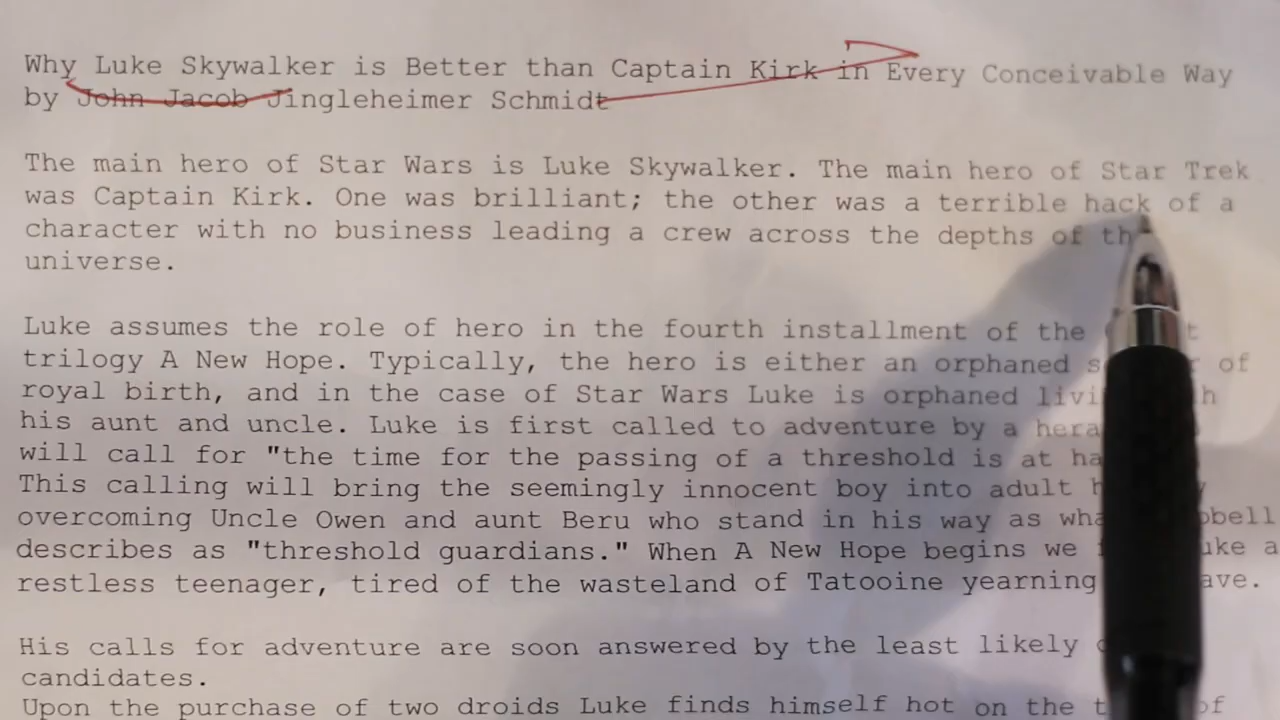 Why Luke Skywalker is Better than Captain Kirk in Every Conceivable Way
by John Jacob Jingleheimer Schmidt
The main hero of Star Wars is Luke Skywalker. The main hero of Star Trek
was Captain Kirk. One was brilliant; the other was a terrible hack of a
character with no business leading a crew across the depths of
universe.
Luke assumes the role of hero in the fourth installment of the
trilogy A New Hope. Typically, the hero is either an orphaned of
royal birth, and in the case of Star Wars Luke is orphaned
his aunt and uncle. Luke is first called to adventure by a
will call for "the time for the passing of a threshold is at
This calling will bring the seemingly innocent boy into adult
overcoming Uncle Owen and aunt Beru who stand in his way as
describes as "threshold guardians." When A New Hope begins we a
restless teenager, tired of the wasteland of Tatooine yearning
His calls for adventure are soon answered by the least likely
candidates.
Upon the purchase of two droids Luke finds himself hot on the of